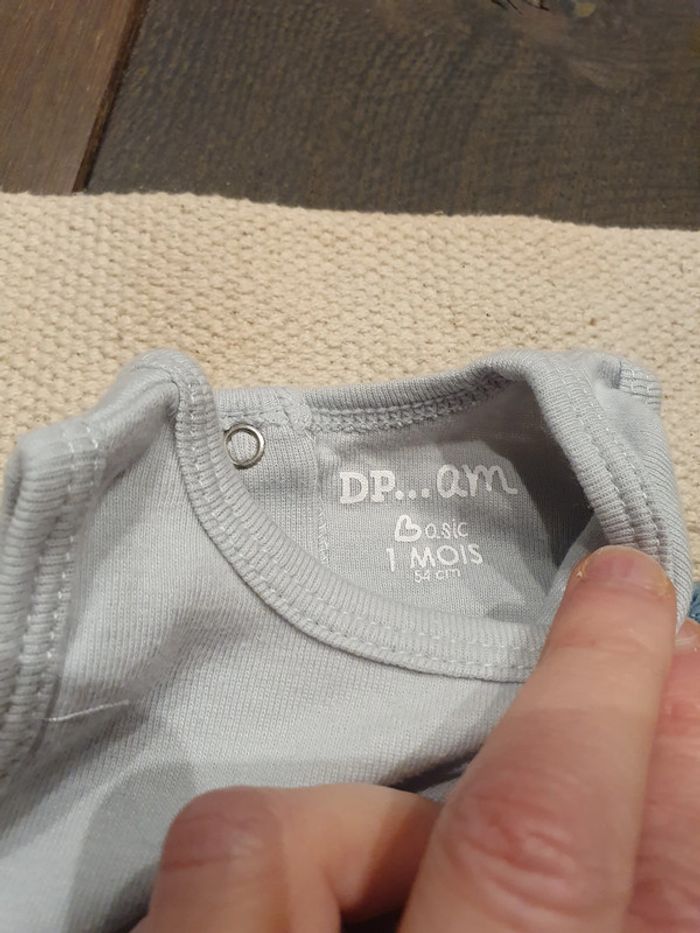 DP...am
Basic
1 MOIS
54 cm